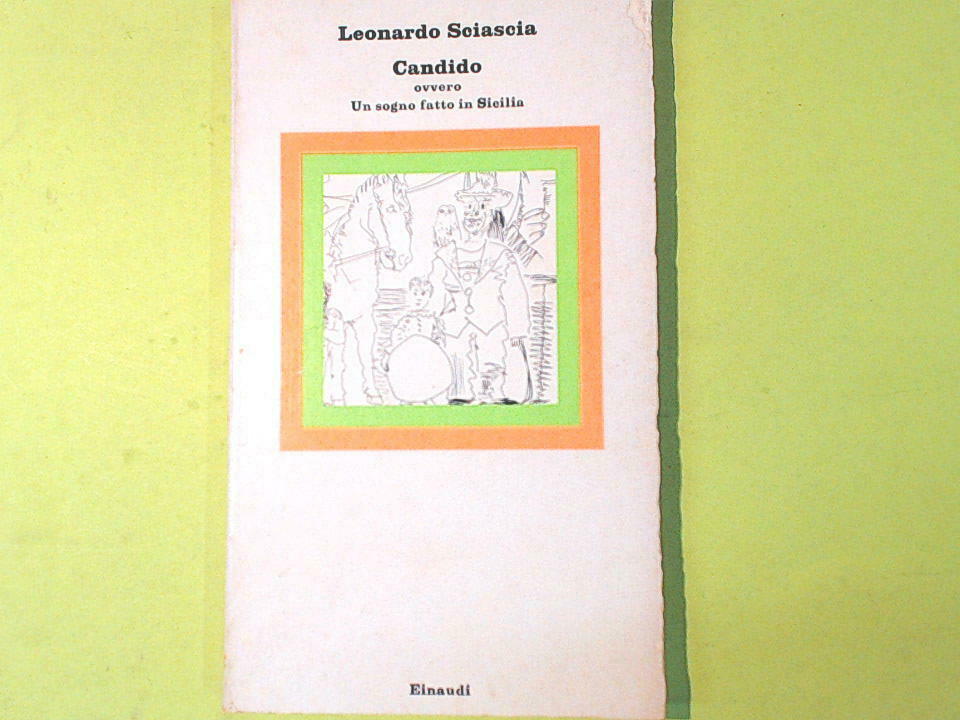 Leonardo Sciascia
Candido
ovvero
Un sogno fatto in Sicilia
Einaudi